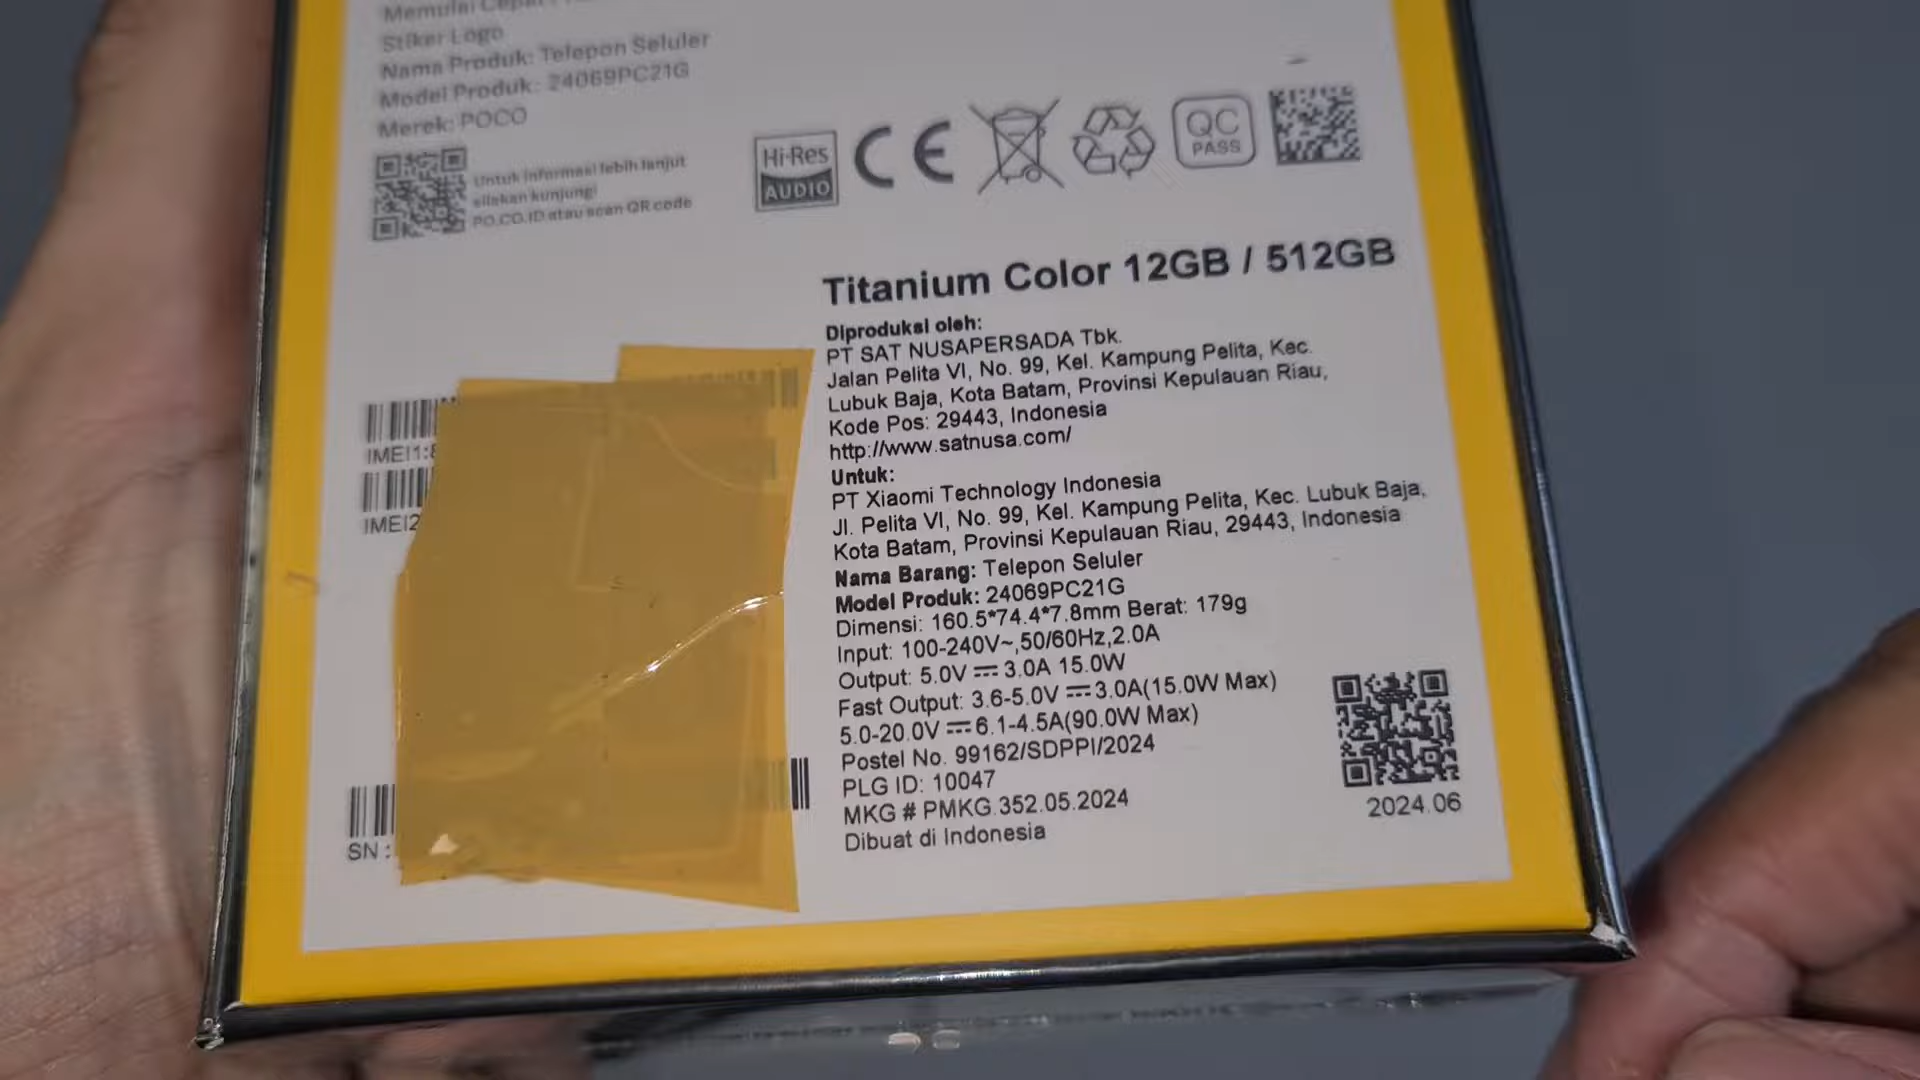 Memulai Cepat
Stiker Logo
Nama Produk: Telepon Seluler
Model Produk: 24069PC21G
Merek: POCO
Untuk informasi lebih lanjut
silakan kunjungi
PO.CO.ID atau scan QR code
Hi-Res
AUDIO
CE
QC
PASS
Titanium Color 12GB / 512GB
Diproduksi oleh:
PT SAT NUSAPERSADA Tbk.
Jalan Pelita VI, No. 99, Kel. Kampung Pelita, Kec.
Lubuk Baja, Kota Batam, Provinsi Kepulauan Riau,
Kode Pos: 29443, Indonesia
http://www.satnusa.com/
Untuk:
PT Xiaomi Technology Indonesia
Jl. Pelita VI, No. 99, Kel. Kampung Pelita, Kec. Lubuk Baja,
Kota Batam, Provinsi Kepulauan Riau, 29443, Indonesia
Nama Barang: Telepon Seluler
Model Produk: 24069PC21G
Dimensi: 160.5*74.4*7.8mm Berat: 179g
Input: 100-240V~,50/60Hz,2.0A
Output: 5.0V⎓3.0A 15.0W
Fast Output: 3.6-5.0V⎓3.0A(15.0W Max)
5.0-20.0V⎓6.1-4.5A(90.0W Max)
Postel No. 99162/SDPPI/2024
PLG ID: 10047
MKG # PMKG.352.05.2024
Dibuat di Indonesia
2024.06
IMEI1:
IMEI2
SN :